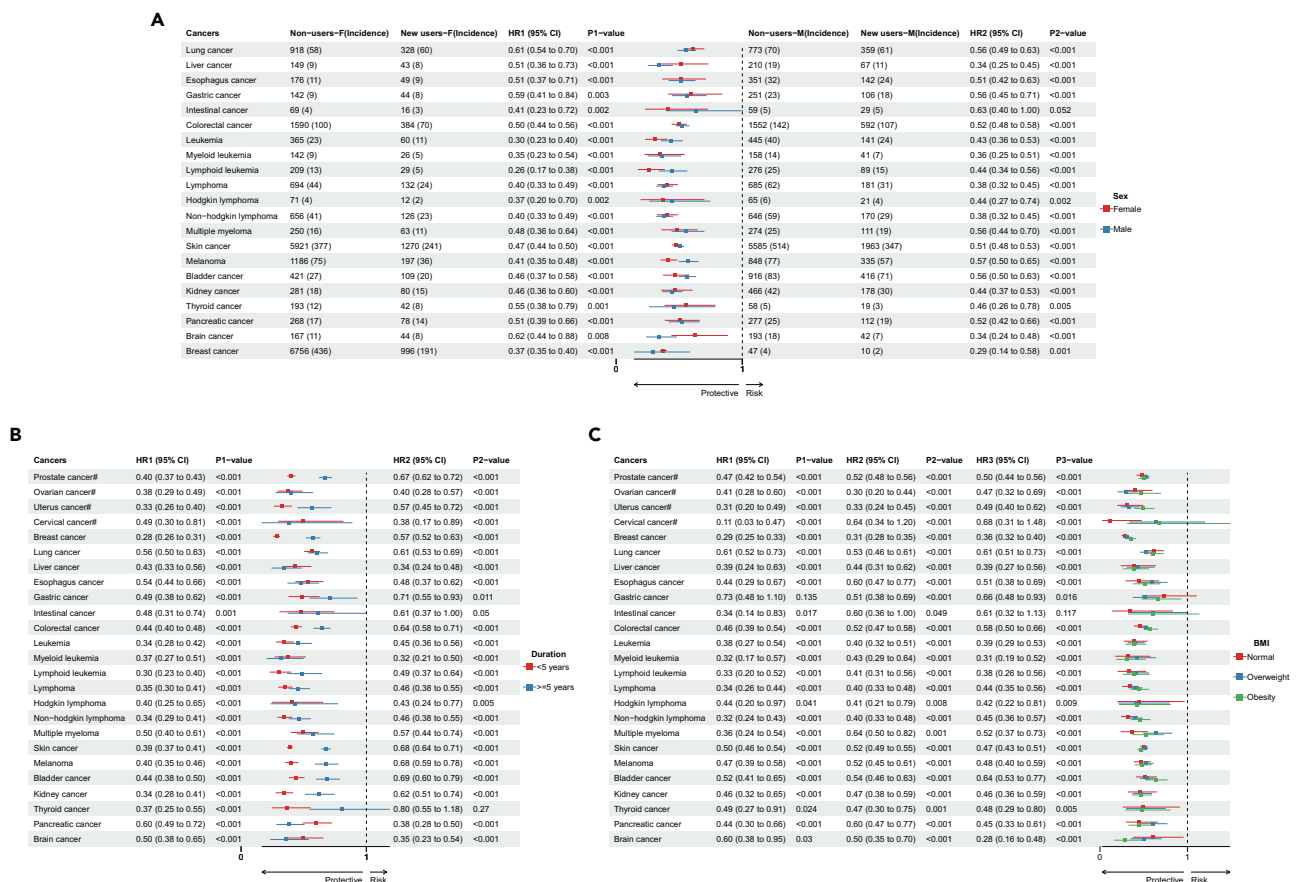 A
Cancers Non-users-F(Incidence) New users-F(Incidence) HR1 (95% CI) P1-value Non-users-M(Incidence) New users-M(Incidence) HR2 (95% CI) P2-value
Lung cancer 918 (58) 328 (60) 0.61 (0.54 to 0.70) <0.001 773 (70) 359 (61) 0.56 (0.49 to 0.63) <0.001
Liver cancer 149 (9) 43 (8) 0.51 (0.36 to 0.73) <0.001 210 (19) 67 (11) 0.34 (0.25 to 0.45) <0.001
Esophagus cancer 176 (11) 49 (9) 0.51 (0.37 to 0.71) <0.001 351 (32) 142 (24) 0.51 (0.42 to 0.63) <0.001
Gastric cancer 142 (9) 44 (8) 0.59 (0.41 to 0.84) 0.003 251 (23) 106 (18) 0.56 (0.45 to 0.71) <0.001
Intestinal cancer 69 (4) 16 (3) 0.41 (0.23 to 0.72) 0.002 59 (5) 29 (5) 0.63 (0.40 to 1.00) 0.052
Colorectal cancer 1590 (100) 384 (70) 0.50 (0.44 to 0.56) <0.001 1552 (142) 592 (107) 0.52 (0.48 to 0.58) <0.001
Leukemia 365 (23) 60 (11) 0.30 (0.23 to 0.40) <0.001 445 (40) 141 (24) 0.43 (0.36 to 0.53) <0.001
Myeloid leukemia 142 (9) 26 (5) 0.35 (0.23 to 0.54) <0.001 158 (14) 41 (7) 0.36 (0.25 to 0.51) <0.001
Lymphoid leukemia 209 (13) 29 (5) 0.26 (0.17 to 0.38) <0.001 276 (25) 89 (15) 0.44 (0.34 to 0.56) <0.001
Lymphoma 694 (44) 132 (24) 0.40 (0.33 to 0.49) <0.001 685 (62) 181 (31) 0.38 (0.32 to 0.45) <0.001
Hodgkin lymphoma 71 (4) 12 (2) 0.37 (0.20 to 0.70) 0.002 65 (6) 21 (4) 0.44 (0.27 to 0.74) 0.002
Non-hodgkin lymphoma 656 (41) 126 (23) 0.40 (0.33 to 0.49) <0.001 646 (59) 170 (29) 0.38 (0.32 to 0.45) <0.001
Multiple myeloma 250 (16) 63 (11) 0.48 (0.36 to 0.64) <0.001 274 (25) 111 (19) 0.56 (0.44 to 0.70) <0.001
Skin cancer 5921 (377) 1270 (241) 0.47 (0.44 to 0.50) <0.001 5585 (514) 1963 (347) 0.51 (0.48 to 0.53) <0.001
Melanoma 1186 (75) 197 (36) 0.41 (0.35 to 0.48) <0.001 848 (77) 335 (57) 0.57 (0.50 to 0.65) <0.001
Bladder cancer 421 (27) 109 (20) 0.46 (0.37 to 0.58) <0.001 916 (83) 416 (71) 0.56 (0.50 to 0.63) <0.001
Kidney cancer 281 (18) 80 (15) 0.46 (0.36 to 0.60) <0.001 466 (42) 178 (30) 0.44 (0.37 to 0.53) <0.001
Thyroid cancer 193 (12) 42 (8) 0.55 (0.38 to 0.79) 0.001 58 (5) 19 (3) 0.46 (0.26 to 0.78) 0.005
Pancreatic cancer 268 (17) 78 (14) 0.51 (0.39 to 0.66) <0.001 277 (25) 112 (19) 0.52 (0.42 to 0.66) <0.001
Brain cancer 167 (11) 44 (8) 0.62 (0.44 to 0.88) 0.008 193 (18) 42 (7) 0.34 (0.24 to 0.48) <0.001
Breast cancer 6756 (436) 996 (191) 0.37 (0.35 to 0.40) <0.001 47 (4) 10 (2) 0.29 (0.14 to 0.58) 0.001
0 1
Protective Risk
Sex
Female
Male
B
Cancers HR1 (95% CI) P1-value HR2 (95% CI) P2-value
Prostate cancer# 0.40 (0.37 to 0.43) <0.001 0.67 (0.62 to 0.72) <0.001
Ovarian cancer# 0.38 (0.29 to 0.49) <0.001 0.40 (0.28 to 0.57) <0.001
Uterus cancer# 0.33 (0.26 to 0.40) <0.001 0.57 (0.45 to 0.72) <0.001
Cervical cancer# 0.49 (0.30 to 0.81) <0.001 0.38 (0.17 to 0.89) <0.001
Breast cancer 0.28 (0.26 to 0.31) <0.001 0.57 (0.52 to 0.63) <0.001
Lung cancer 0.56 (0.50 to 0.63) <0.001 0.61 (0.53 to 0.69) <0.001
Liver cancer 0.43 (0.33 to 0.56) <0.001 0.34 (0.24 to 0.48) <0.001
Esophagus cancer 0.54 (0.44 to 0.66) <0.001 0.48 (0.37 to 0.62) <0.001
Gastric cancer 0.49 (0.38 to 0.62) <0.001 0.71 (0.55 to 0.93) 0.011
Intestinal cancer 0.48 (0.31 to 0.74) 0.001 0.61 (0.37 to 1.00) 0.05
Colorectal cancer 0.44 (0.40 to 0.48) <0.001 0.64 (0.58 to 0.71) <0.001
Leukemia 0.34 (0.28 to 0.42) <0.001 0.45 (0.36 to 0.56) <0.001
Myeloid leukemia 0.37 (0.27 to 0.51) <0.001 0.32 (0.21 to 0.50) <0.001
Lymphoid leukemia 0.30 (0.23 to 0.40) <0.001 0.49 (0.37 to 0.64) <0.001
Lymphoma 0.35 (0.30 to 0.41) <0.001 0.46 (0.38 to 0.55) <0.001
Hodgkin lymphoma 0.40 (0.25 to 0.65) <0.001 0.43 (0.24 to 0.77) 0.005
Non-hodgkin lymphoma 0.34 (0.29 to 0.41) <0.001 0.46 (0.38 to 0.55) <0.001
Multiple myeloma 0.50 (0.40 to 0.61) <0.001 0.57 (0.44 to 0.74) <0.001
Skin cancer 0.39 (0.37 to 0.41) <0.001 0.68 (0.64 to 0.71) <0.001
Melanoma 0.40 (0.35 to 0.46) <0.001 0.68 (0.59 to 0.78) <0.001
Bladder cancer 0.44 (0.38 to 0.50) <0.001 0.69 (0.60 to 0.79) <0.001
Kidney cancer 0.34 (0.28 to 0.41) <0.001 0.62 (0.51 to 0.74) <0.001
Thyroid cancer 0.37 (0.25 to 0.55) <0.001 0.80 (0.55 to 1.18) 0.27
Pancreatic cancer 0.60 (0.49 to 0.72) <0.001 0.38 (0.28 to 0.50) <0.001
Brain cancer 0.50 (0.38 to 0.65) <0.001 0.35 (0.23 to 0.54) <0.001
0 1
Protective Risk
Duration
<5 years
>=5 years
C
Cancers HR1 (95% CI) P1-value HR2 (95% CI) P2-value HR3 (95% CI) P3-value
Prostate cancer# 0.47 (0.42 to 0.54) <0.001 0.52 (0.48 to 0.56) <0.001 0.50 (0.44 to 0.56) <0.001
Ovarian cancer# 0.41 (0.28 to 0.60) <0.001 0.30 (0.20 to 0.44) <0.001 0.47 (0.32 to 0.69) <0.001
Uterus cancer# 0.31 (0.20 to 0.49) <0.001 0.33 (0.24 to 0.45) <0.001 0.49 (0.40 to 0.62) <0.001
Cervical cancer# 0.11 (0.03 to 0.47) <0.001 0.64 (0.34 to 1.20) <0.001 0.68 (0.31 to 1.48) <0.001
Breast cancer 0.29 (0.25 to 0.33) <0.001 0.31 (0.28 to 0.35) <0.001 0.36 (0.32 to 0.40) <0.001
Lung cancer 0.61 (0.52 to 0.73) <0.001 0.53 (0.46 to 0.61) <0.001 0.61 (0.51 to 0.73) <0.001
Liver cancer 0.39 (0.24 to 0.63) <0.001 0.44 (0.31 to 0.62) <0.001 0.39 (0.27 to 0.56) <0.001
Esophagus cancer 0.44 (0.29 to 0.67) <0.001 0.60 (0.47 to 0.77) <0.001 0.51 (0.38 to 0.69) <0.001
Gastric cancer 0.73 (0.48 to 1.10) 0.135 0.51 (0.38 to 0.69) <0.001 0.66 (0.48 to 0.93) 0.016
Intestinal cancer 0.34 (0.14 to 0.83) 0.017 0.60 (0.36 to 1.00) 0.049 0.61 (0.32 to 1.13) 0.117
Colorectal cancer 0.46 (0.39 to 0.54) <0.001 0.52 (0.47 to 0.58) <0.001 0.58 (0.50 to 0.66) <0.001
Leukemia 0.38 (0.27 to 0.54) <0.001 0.40 (0.32 to 0.51) <0.001 0.39 (0.29 to 0.53) <0.001
Myeloid leukemia 0.32 (0.17 to 0.57) <0.001 0.43 (0.29 to 0.64) <0.001 0.31 (0.19 to 0.52) <0.001
Lymphoid leukemia 0.33 (0.20 to 0.52) <0.001 0.41 (0.31 to 0.56) <0.001 0.38 (0.26 to 0.56) <0.001
Lymphoma 0.34 (0.26 to 0.44) <0.001 0.40 (0.33 to 0.48) <0.001 0.44 (0.35 to 0.56) <0.001
Hodgkin lymphoma 0.44 (0.20 to 0.97) 0.041 0.41 (0.21 to 0.79) 0.008 0.42 (0.22 to 0.81) 0.009
Non-hodgkin lymphoma 0.32 (0.24 to 0.43) <0.001 0.40 (0.33 to 0.48) <0.001 0.45 (0.36 to 0.57) <0.001
Multiple myeloma 0.36 (0.24 to 0.54) <0.001 0.64 (0.50 to 0.82) 0.001 0.52 (0.37 to 0.73) <0.001
Skin cancer 0.50 (0.46 to 0.54) <0.001 0.52 (0.49 to 0.55) <0.001 0.47 (0.43 to 0.51) <0.001
Melanoma 0.47 (0.39 to 0.58) <0.001 0.52 (0.45 to 0.61) <0.001 0.48 (0.40 to 0.59) <0.001
Bladder cancer 0.52 (0.41 to 0.65) <0.001 0.54 (0.46 to 0.63) <0.001 0.64 (0.53 to 0.77) <0.001
Kidney cancer 0.46 (0.32 to 0.65) <0.001 0.47 (0.38 to 0.59) <0.001 0.46 (0.36 to 0.59) <0.001
Thyroid cancer 0.49 (0.27 to 0.91) 0.024 0.47 (0.30 to 0.75) 0.001 0.48 (0.29 to 0.80) 0.005
Pancreatic cancer 0.44 (0.30 to 0.66) <0.001 0.60 (0.47 to 0.77) <0.001 0.45 (0.33 to 0.61) <0.001
Brain cancer 0.60 (0.38 to 0.95) 0.03 0.50 (0.35 to 0.70) <0.001 0.28 (0.16 to 0.48) <0.001
0 1
Protective Risk
BMI
Normal
Overweight
Obesity